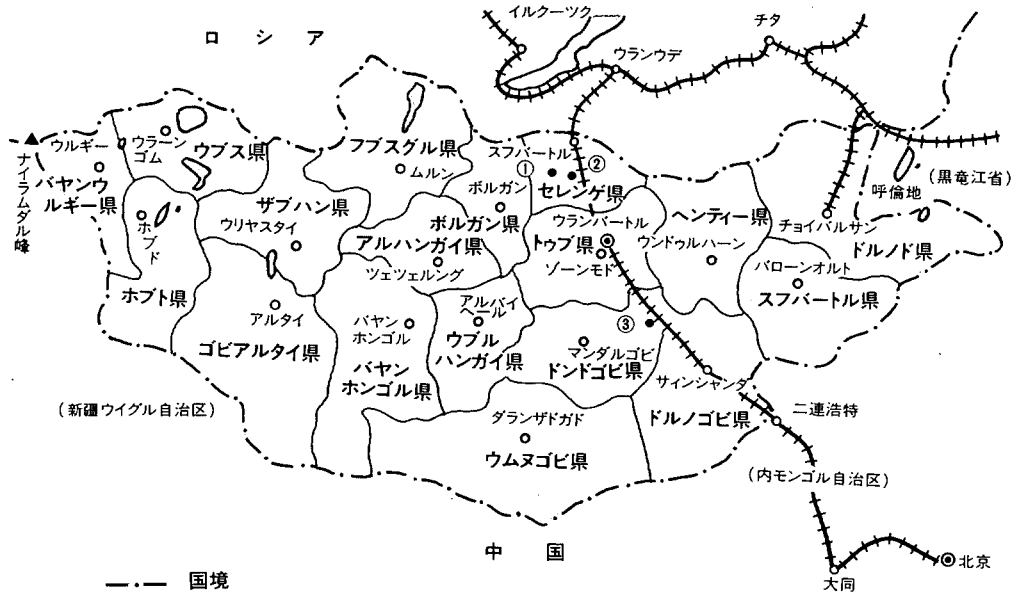 ロシア
イルクーツク
チタ
ウランウデ
ナイラムダル峰
ウルギー
ウラーン
ゴム
ウブス県
バヤンウ
ルギー県
フブスグル県
ムルン
スフバートル
①
②
セレンゲ県
ボルガン
ボルガン県
ザブハン県
ウリヤスタイ
アルハンガイ県
ツェツェルング
ウランバートル
トゥブ県
ゾーンモド
ヘンティー県
ウンドゥルハーン
チョイバルサン
ドルノド県
呼倫地
(黒竜江省)
バローンオルト
スフバートル県
ホブド
ホブト県
アルタイ
ゴビアルタイ県
バヤン
ホンゴル
バヤン
ホンゴル県
アルバイ
ヘール
ウブル
ハンガイ県
③
マンダルゴビ
ドンドゴビ県
サインシャンダ
ドルノゴビ県
ダランザドガド
ウムヌゴビ県
(新疆ウイグル自治区)
二連浩特
(内モンゴル自治区)
中国
北京
大同
国境